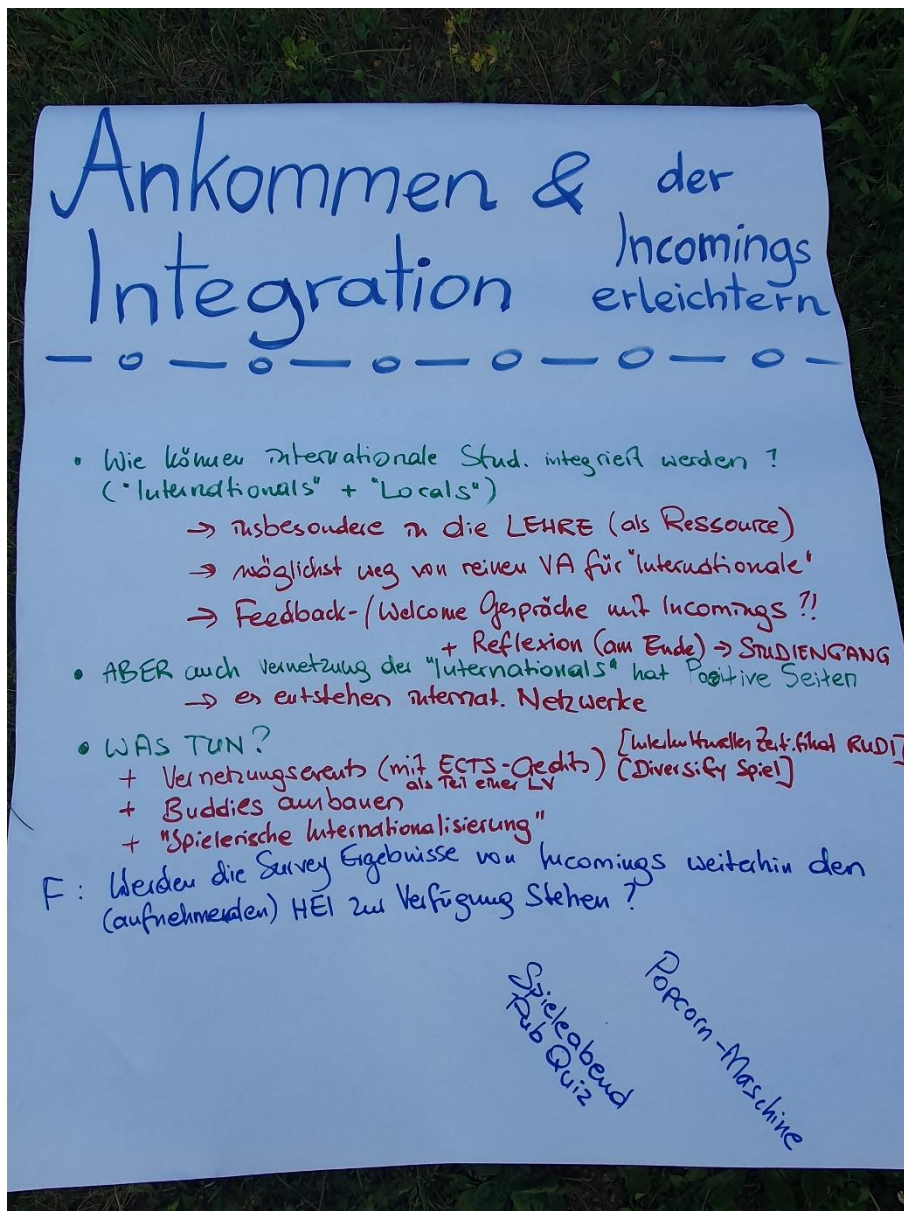 Ankommen & der
Integration Incomings
erleichtern
• Wie können internationale Stud. integriert werden ?
("Internationals" + "Locals")
→ insbesondere in die LEHRE (als Ressource)
→ möglichst weg von reinen VA für "Internationale"
→ Feedback-/Welcome Gespräche mit Incomings ?!
+ Reflexion (am Ende) → STUDIENGANG
• ABER auch Vernetzung der "Internationals" hat Positive Seiten
→ es entstehen internat. Netzwerke
• WAS TUN?
[Interkulturelles Zertifikat RUDI]
+ Vernetzungsevents (mit ECTS-Credits) [Diversify Spiel]
als Teil einer LV
+ Buddies ausbauen
+ "Spielerische Internationalisierung"
F: Werden die Survey Ergebnisse von Incomings weiterhin den
(aufnehmenden) HEI zur Verfügung Stehen ?
Spieleabend
Pub Quiz
Popcorn-Maschine